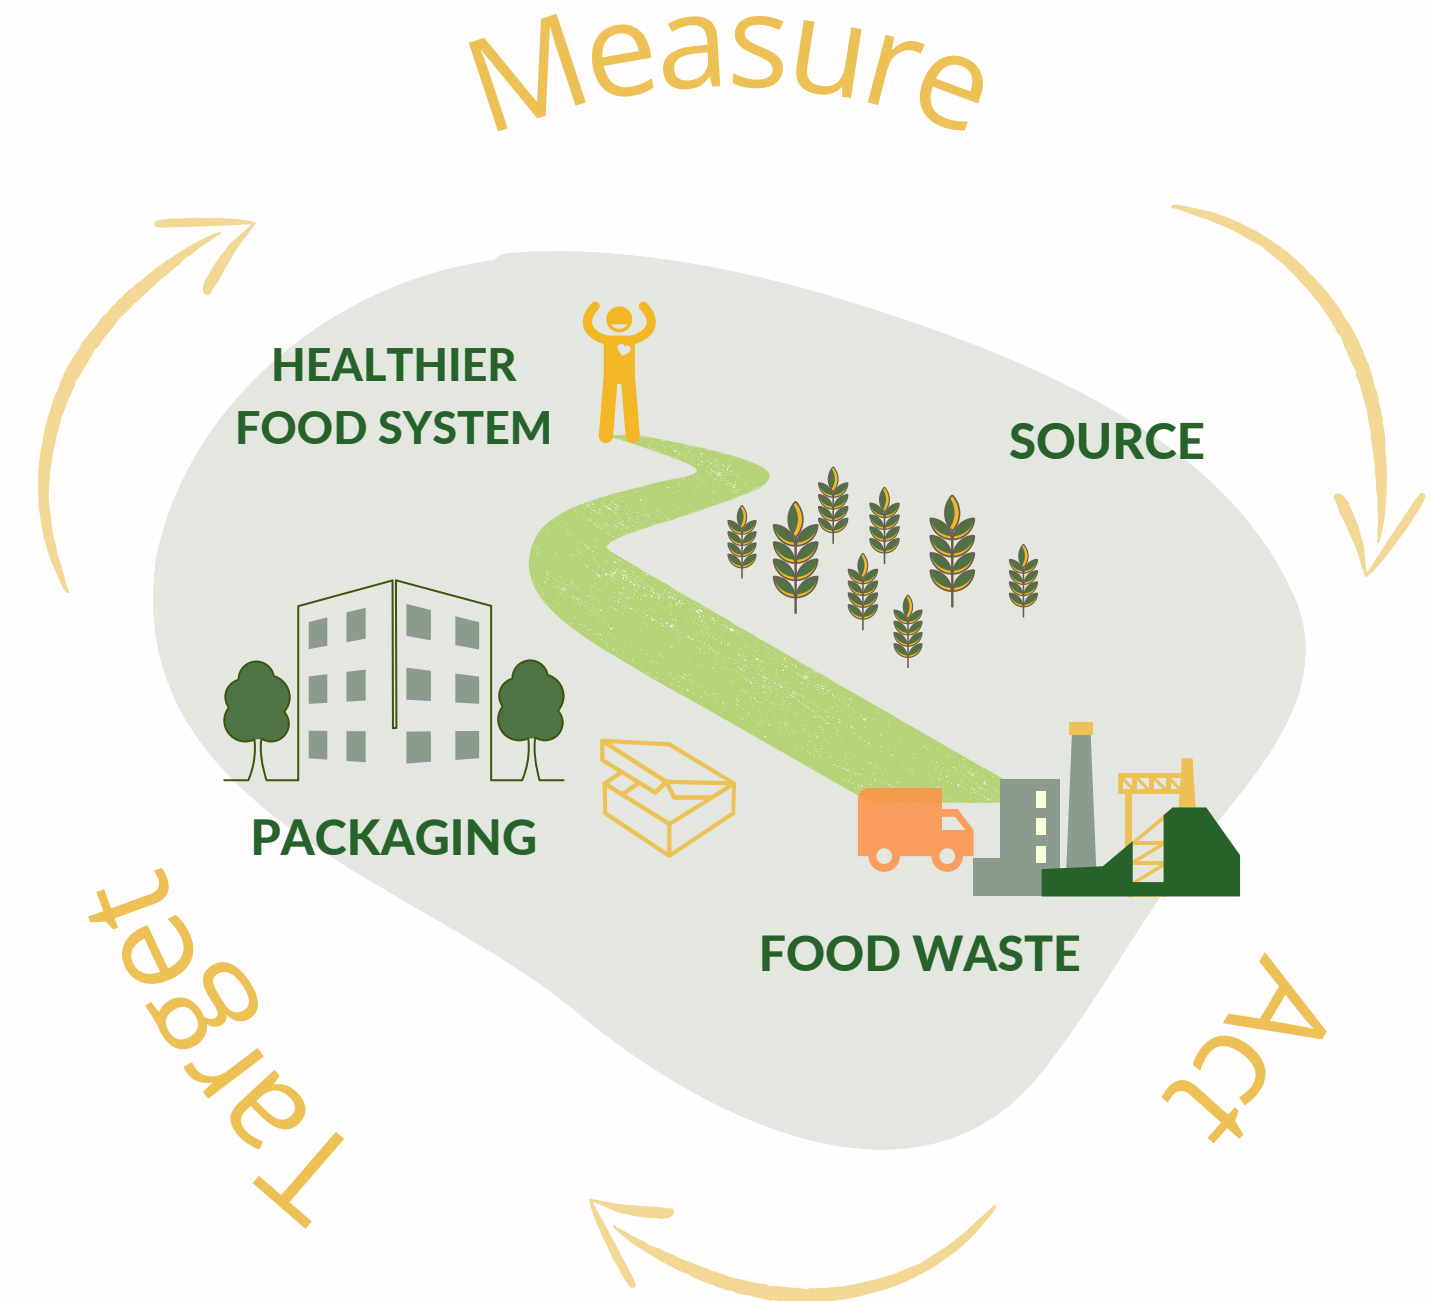 Measure
HEALTHIER
FOOD SYSTEM
SOURCE
PACKAGING
FOOD WASTE
Act
Target